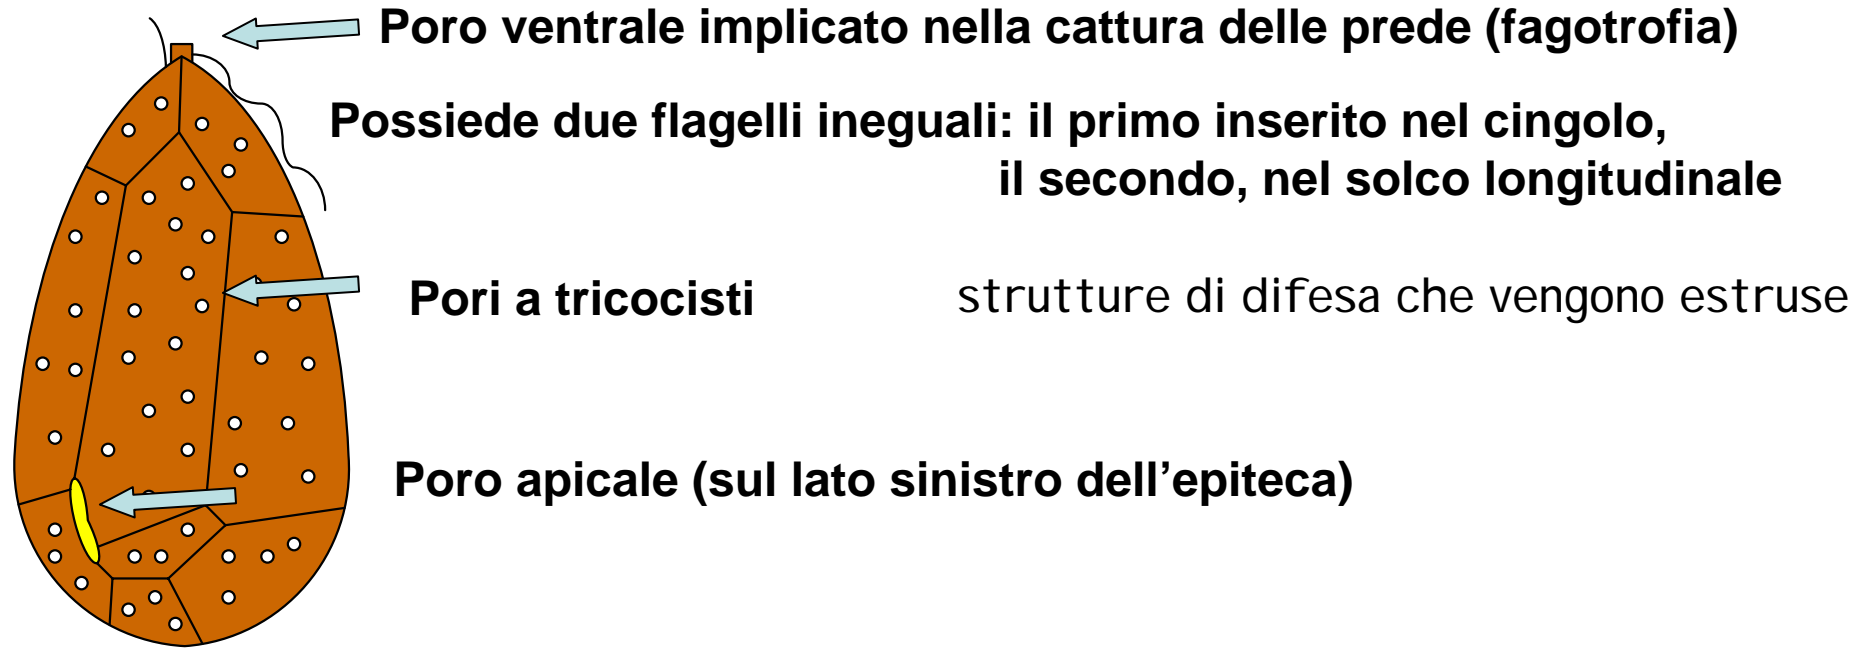 Poro ventrale implicato nella cattura delle prede (fagotrofia)
Possiede due flagelli ineguali: il primo inserito nel cingolo,
il secondo, nel solco longitudinale
Pori a tricocisti strutture di difesa che vengono estruse
Poro apicale (sul lato sinistro dell’epiteca)